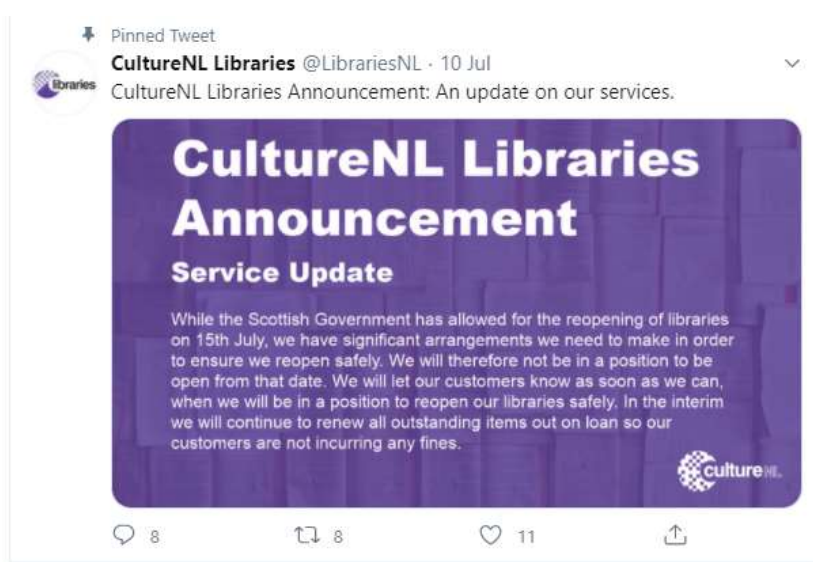 Pinned Tweet
CultureNL Libraries @LibrariesNL · 10 Jul
libraries
CultureNL Libraries Announcement: An update on our services.
CultureNL Libraries
Announcement
Service Update
While the Scottish Government has allowed for the reopening of libraries
on 15th July, we have significant arrangements we need to make in order
to ensure we reopen safely. We will therefore not be in a position to be
open from that date. We will let our customers know as soon as we can,
when we will be in a position to reopen our libraries safely. In the interim
we will continue to renew all outstanding items out on loan so our
customers are not incurring any fines.
culture NL
8 8 11